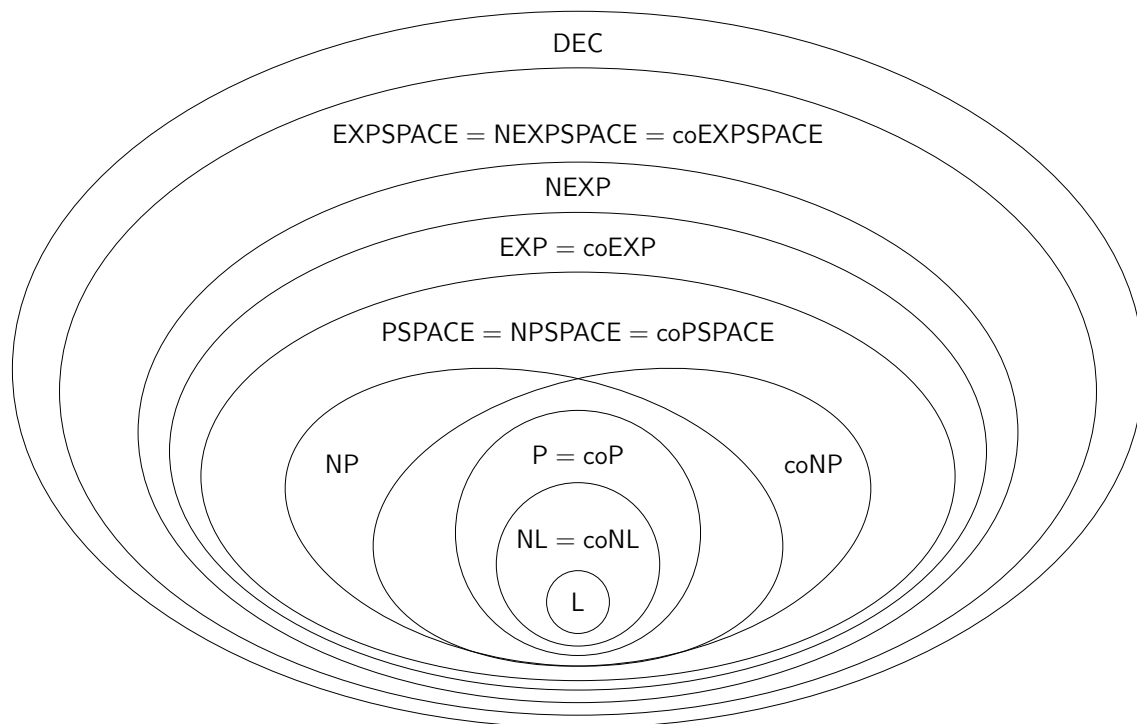 DEC
EXPSPACE = NEXPSPACE = coEXPSPACE
NEXP
EXP = coEXP
PSPACE = NPSPACE = coPSPACE
NP
P = coP
coNP
NL = coNL
L